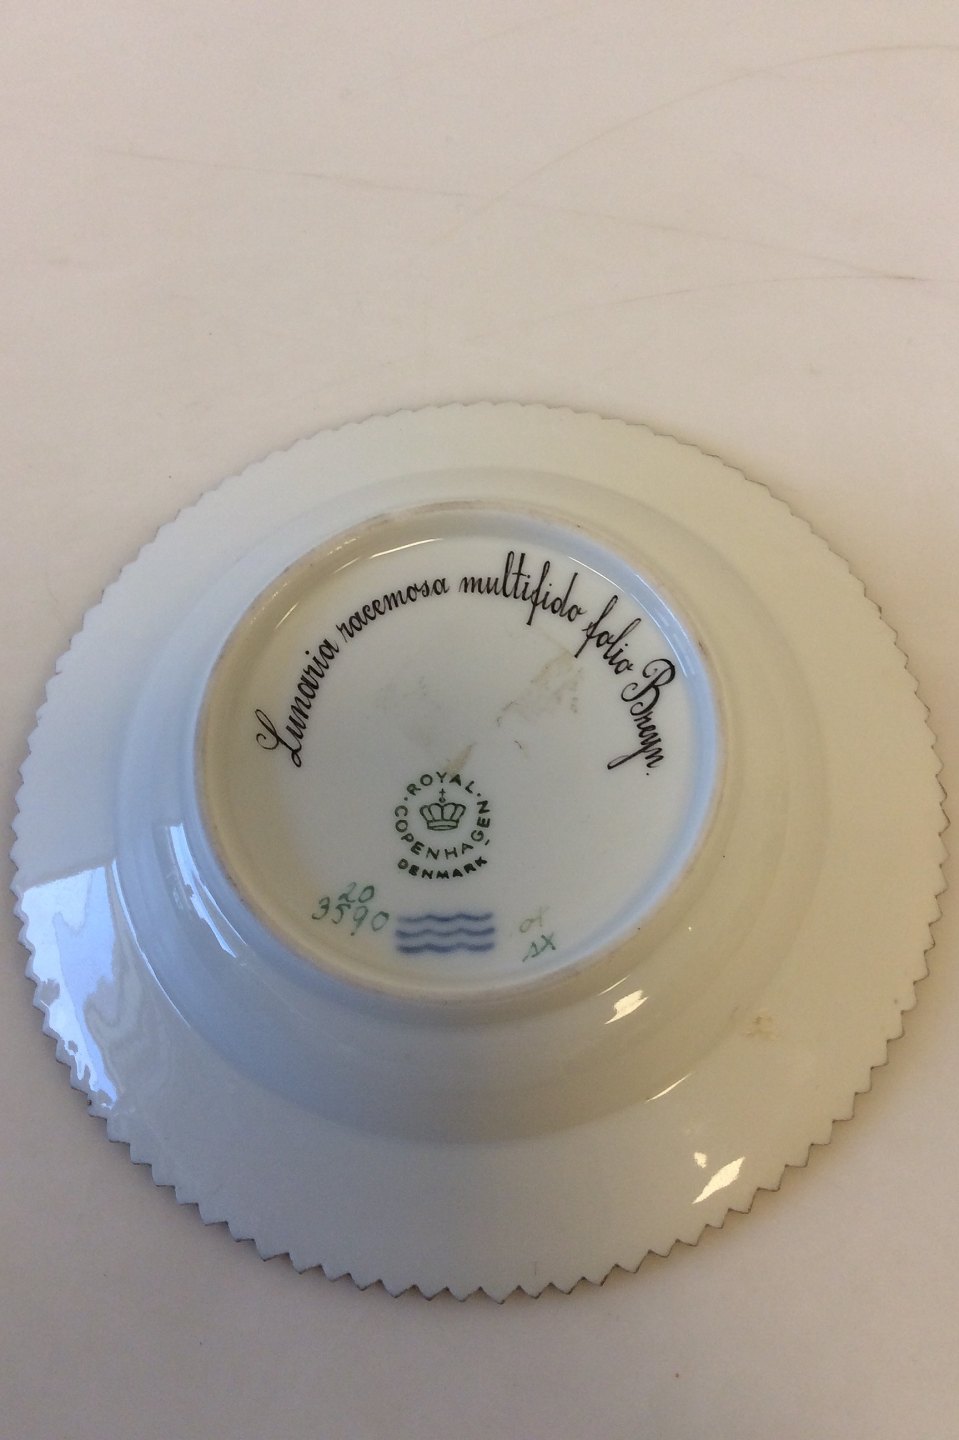 Lunaria racemosa multifido folio Breyn.
· ROYAL ·
COPENHAGEN
DENMARK
20
3590